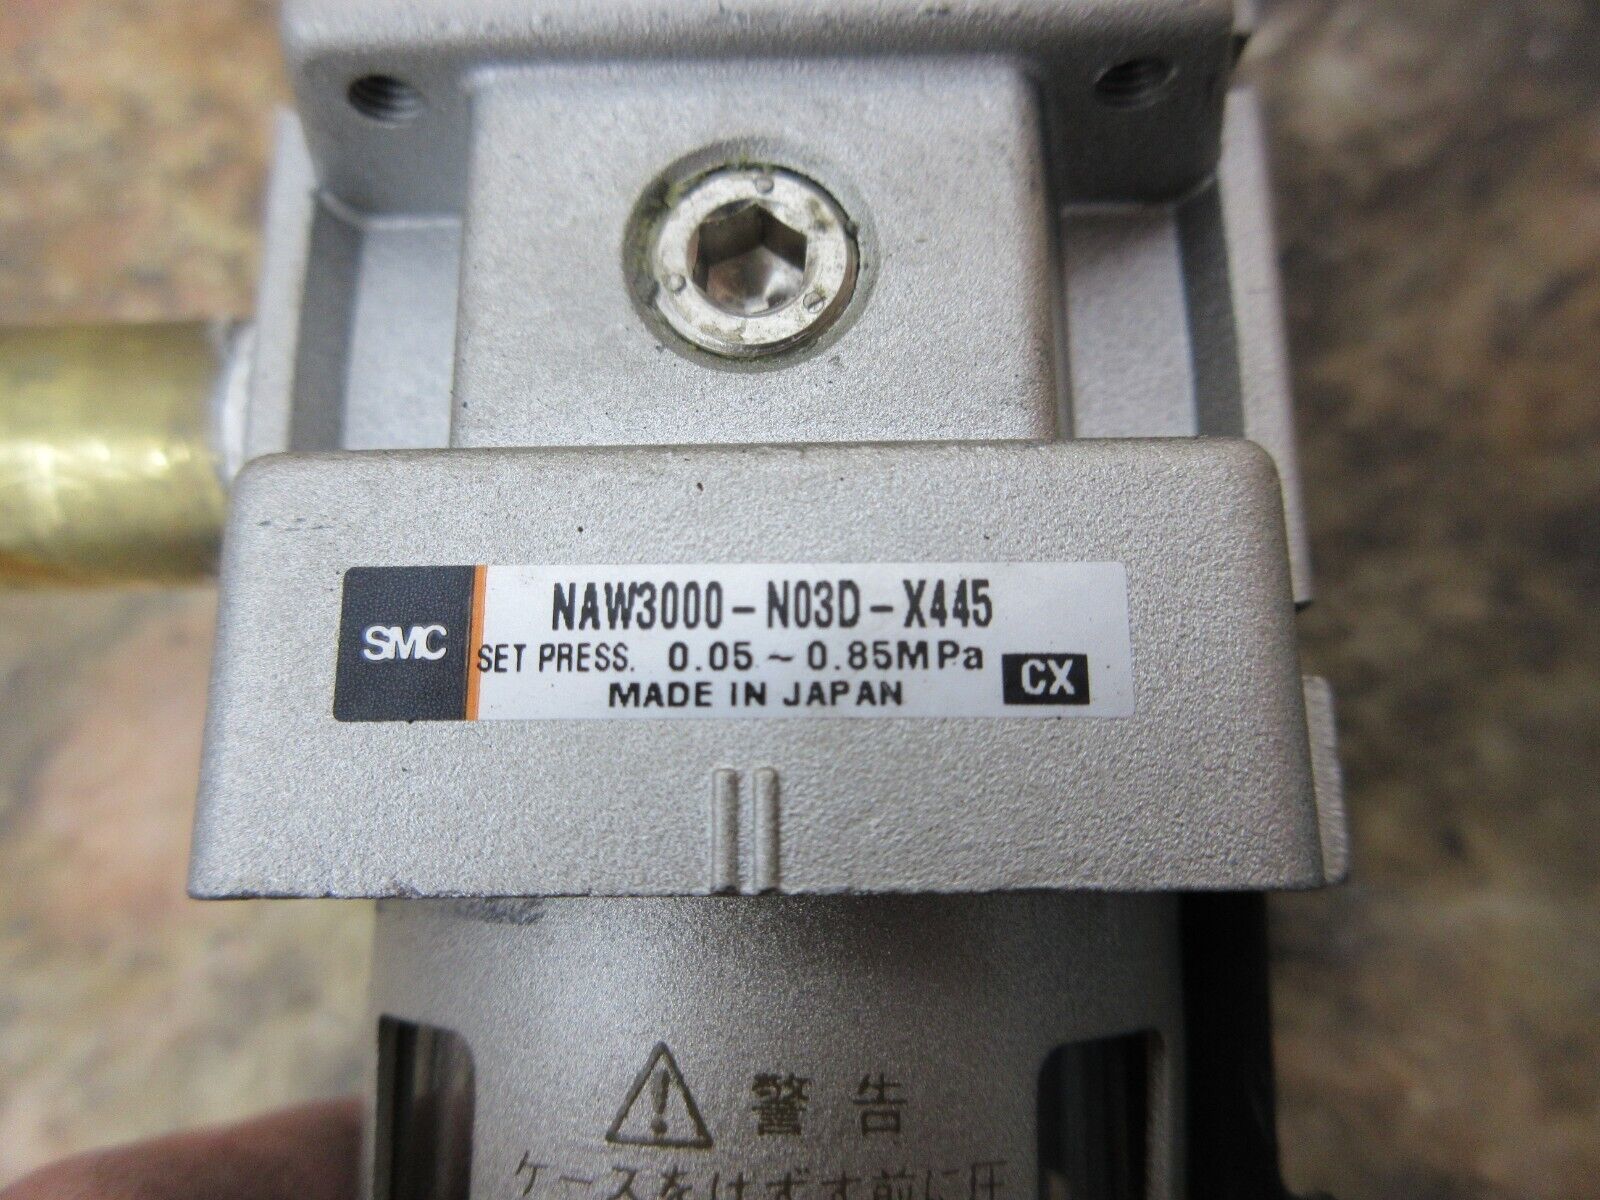 SMC
NAW3000-N03D-X445
SET PRESS. 0.05~0.85MPa
MADE IN JAPAN
CX
警告
ケースをはずす前に圧